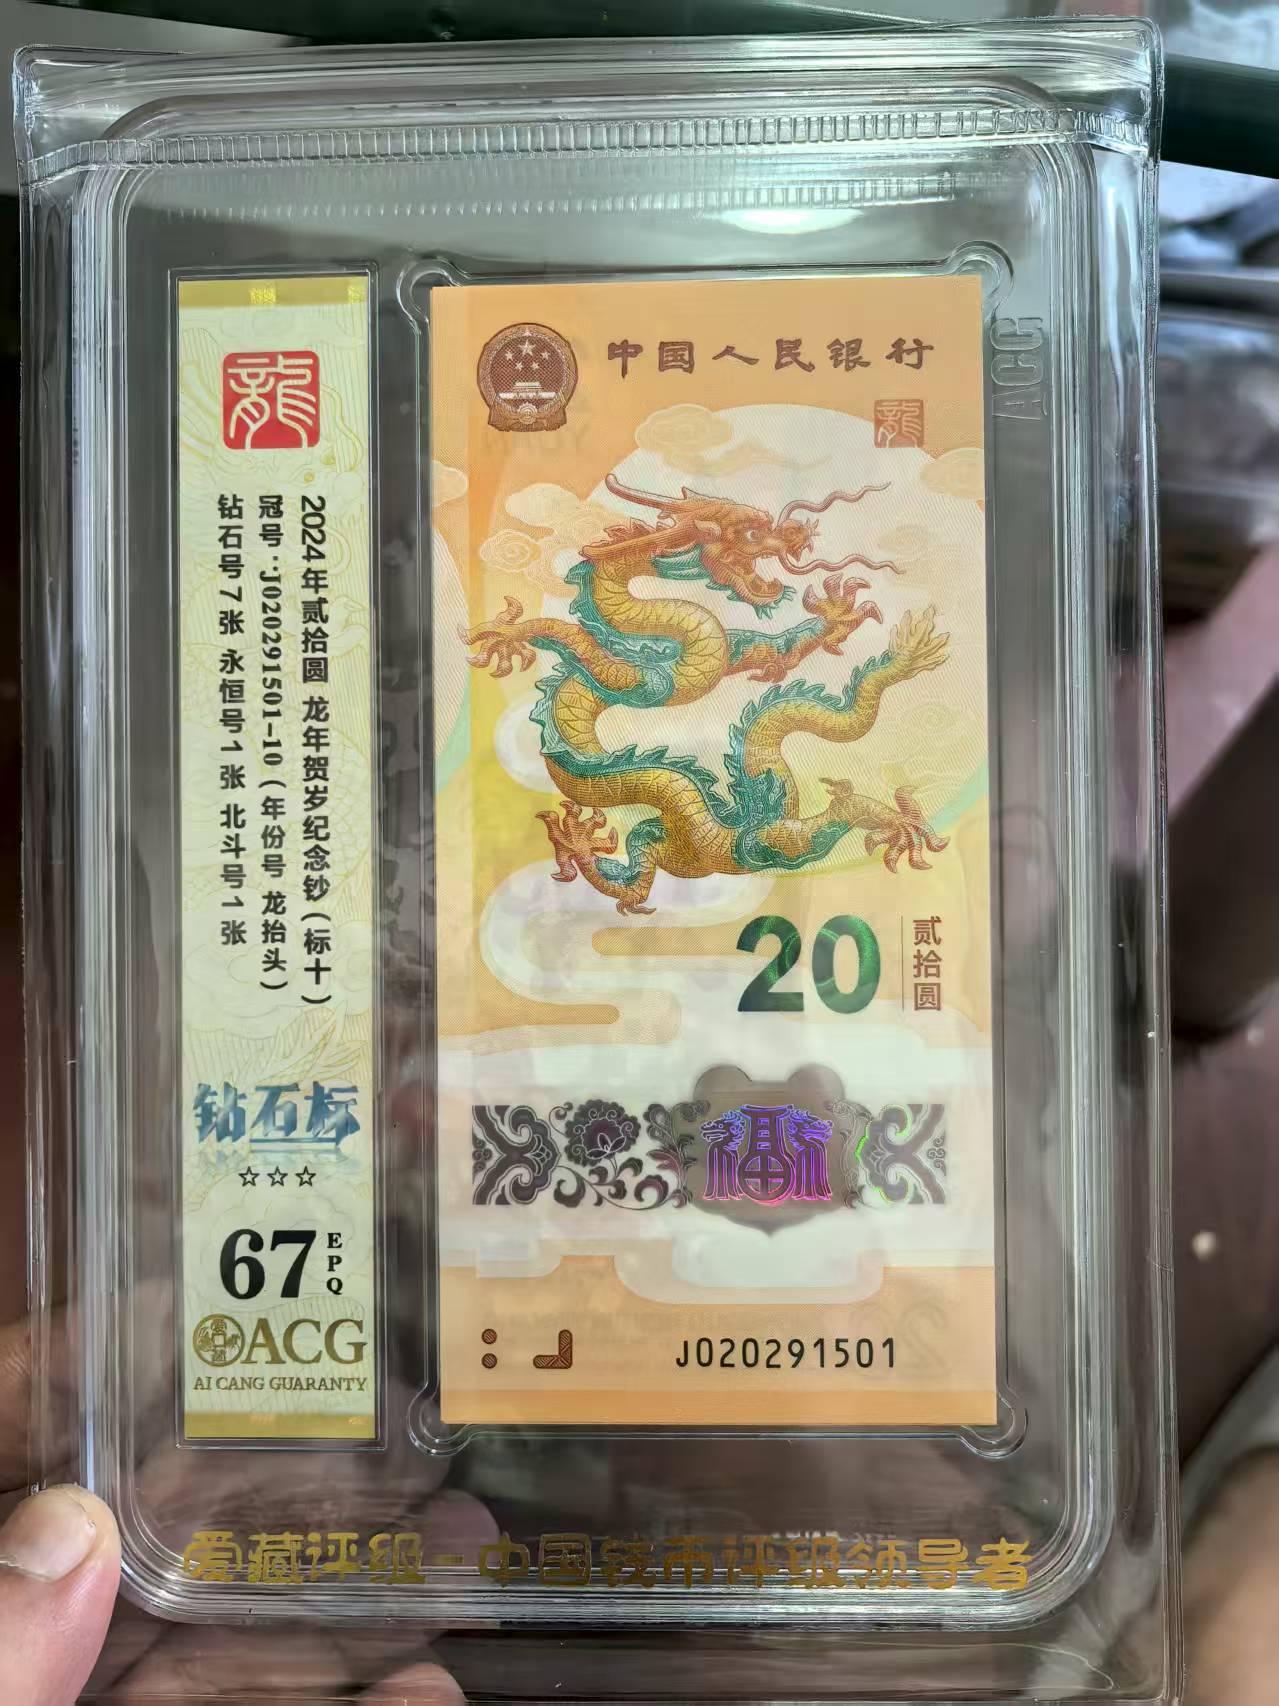 龍
2024年贰拾圆 龙年贺岁纪念钞（标十）
冠号：J020291501-10（年份号 龙抬头）
钻石号7张 永恒号1张 北斗号1张
钻石标
☆☆☆
67 EPQ
ACG
AI CANG GUARANTY
中国人民银行
龍
20 贰拾圆
福
J020291501
ACG
爱藏评级-中国钱币评级领导者